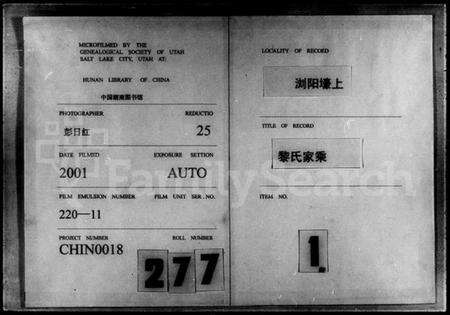 MICROFILMED BY THE
GENEALOGICAL SOCIETY OF UTAH
SALT LAKE CITY, UTAH AT:
HUNAN LIBRARY OF CHINA
中国湖南图书馆
PHOTOGRAPHER REDUCTIO
彭日红 25
DATE FILMED EXPOSURE SETTION
2001 AUTO
FILM EMULSION NUMBER FILM UNIT SER. NO.
220—11
PROJECT NUMBER ROLL NUMBER
CHIN0018 277
LOCALITY OF RECORD
浏阳壕上
TITLE OF RECORD
黎氏家乘
ITEM NO.
1.
FamilySearch